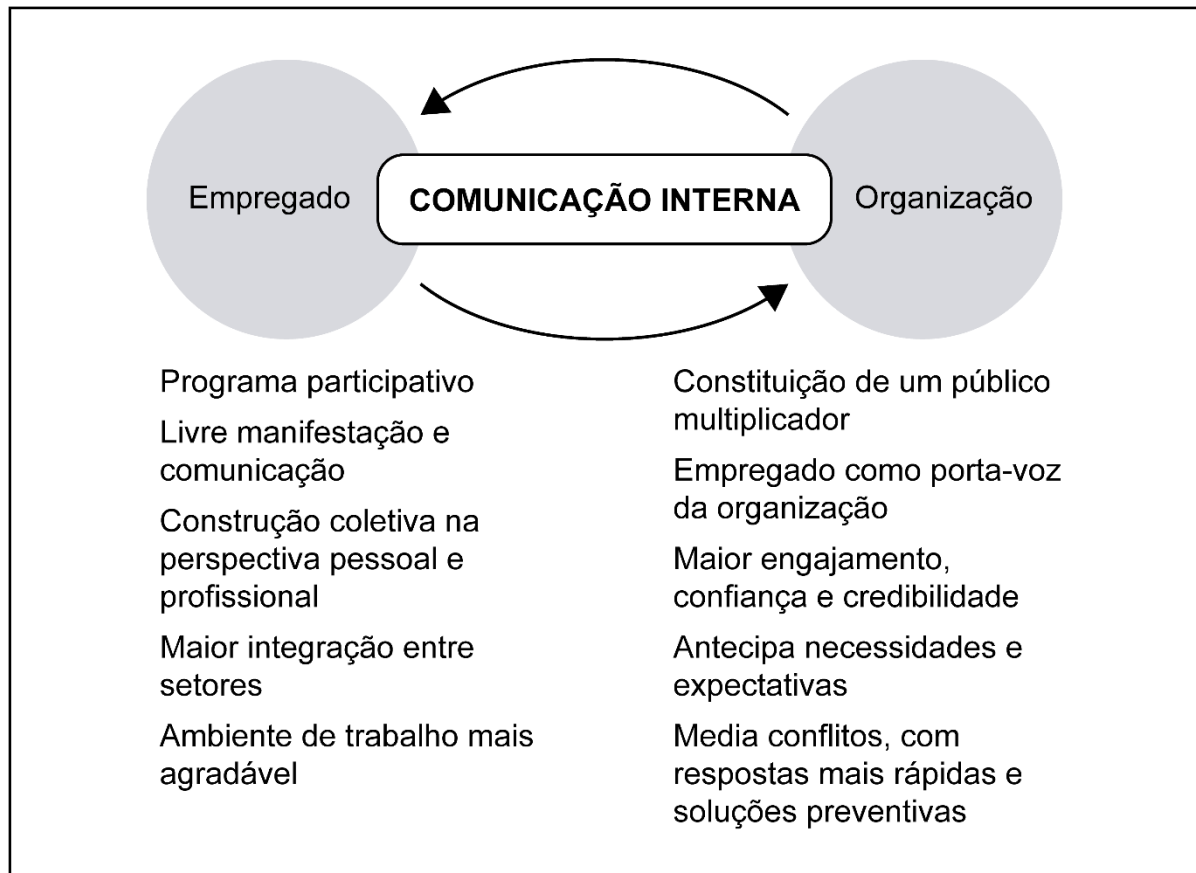 Empregado
COMUNICAÇÃO INTERNA
Organização
Programa participativo
Livre manifestação e
comunicação
Construção coletiva na
perspectiva pessoal e
profissional
Maior integração entre
setores
Ambiente de trabalho mais
agradável
Constituição de um público
multiplicador
Empregado como porta-voz
da organização
Maior engajamento,
confiança e credibilidade
Antecipa necessidades e
expectativas
Media conflitos, com
respostas mais rápidas e
soluções preventivas